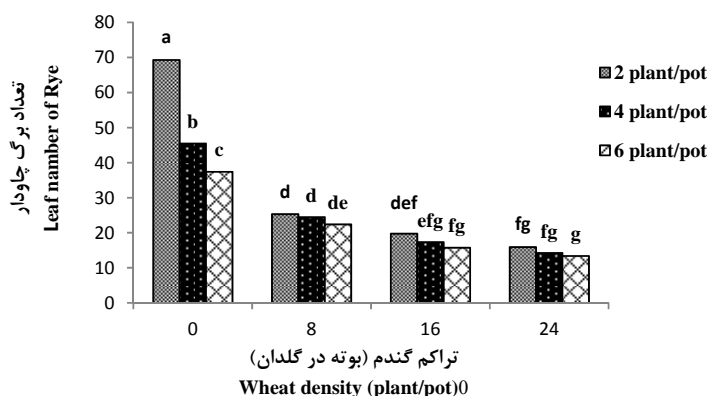 تعداد برگ چاودار
Leaf namber of Rye
80
70
60
50
40
30
20
10
0
a
b
c
d
d
de
def
efg
fg
fg
fg
g
0
8
16
24
تراکم گندم (بوته در گلدان)
Wheat density (plant/pot)0
2 plant/pot
4 plant/pot
6 plant/pot